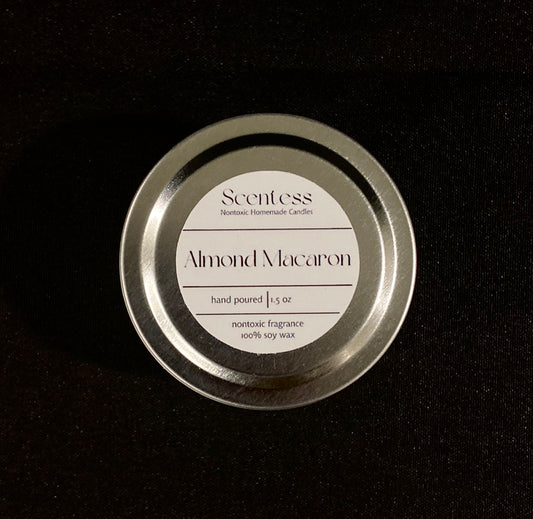 Scentess
Nontoxic Homemade Candles
Almond Macaron
hand poured | 1.5 oz
nontoxic fragrance
100% soy wax